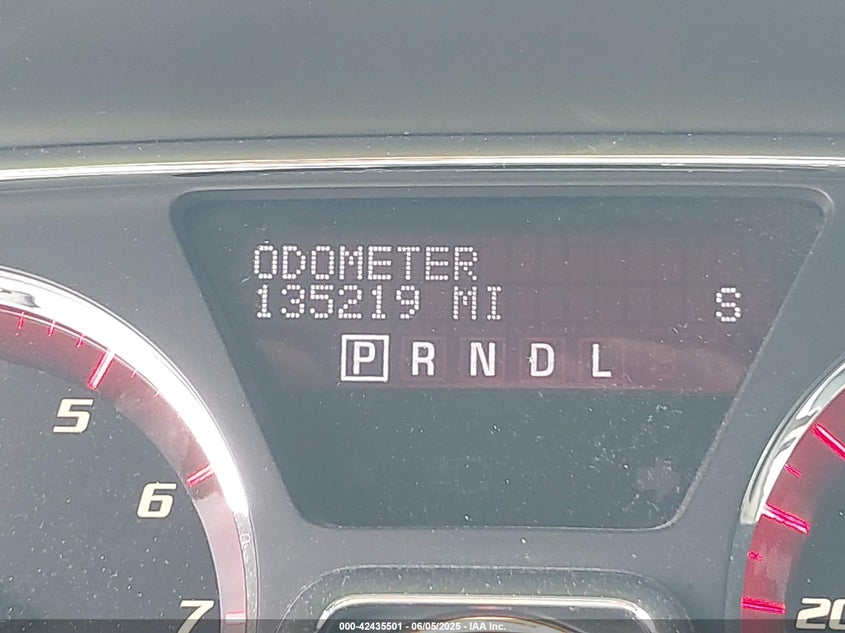 ODOMETER
135219 MI S
P R N D L
5
6
7
20
000-42435501 - 06/05/2025 - IAA Inc.